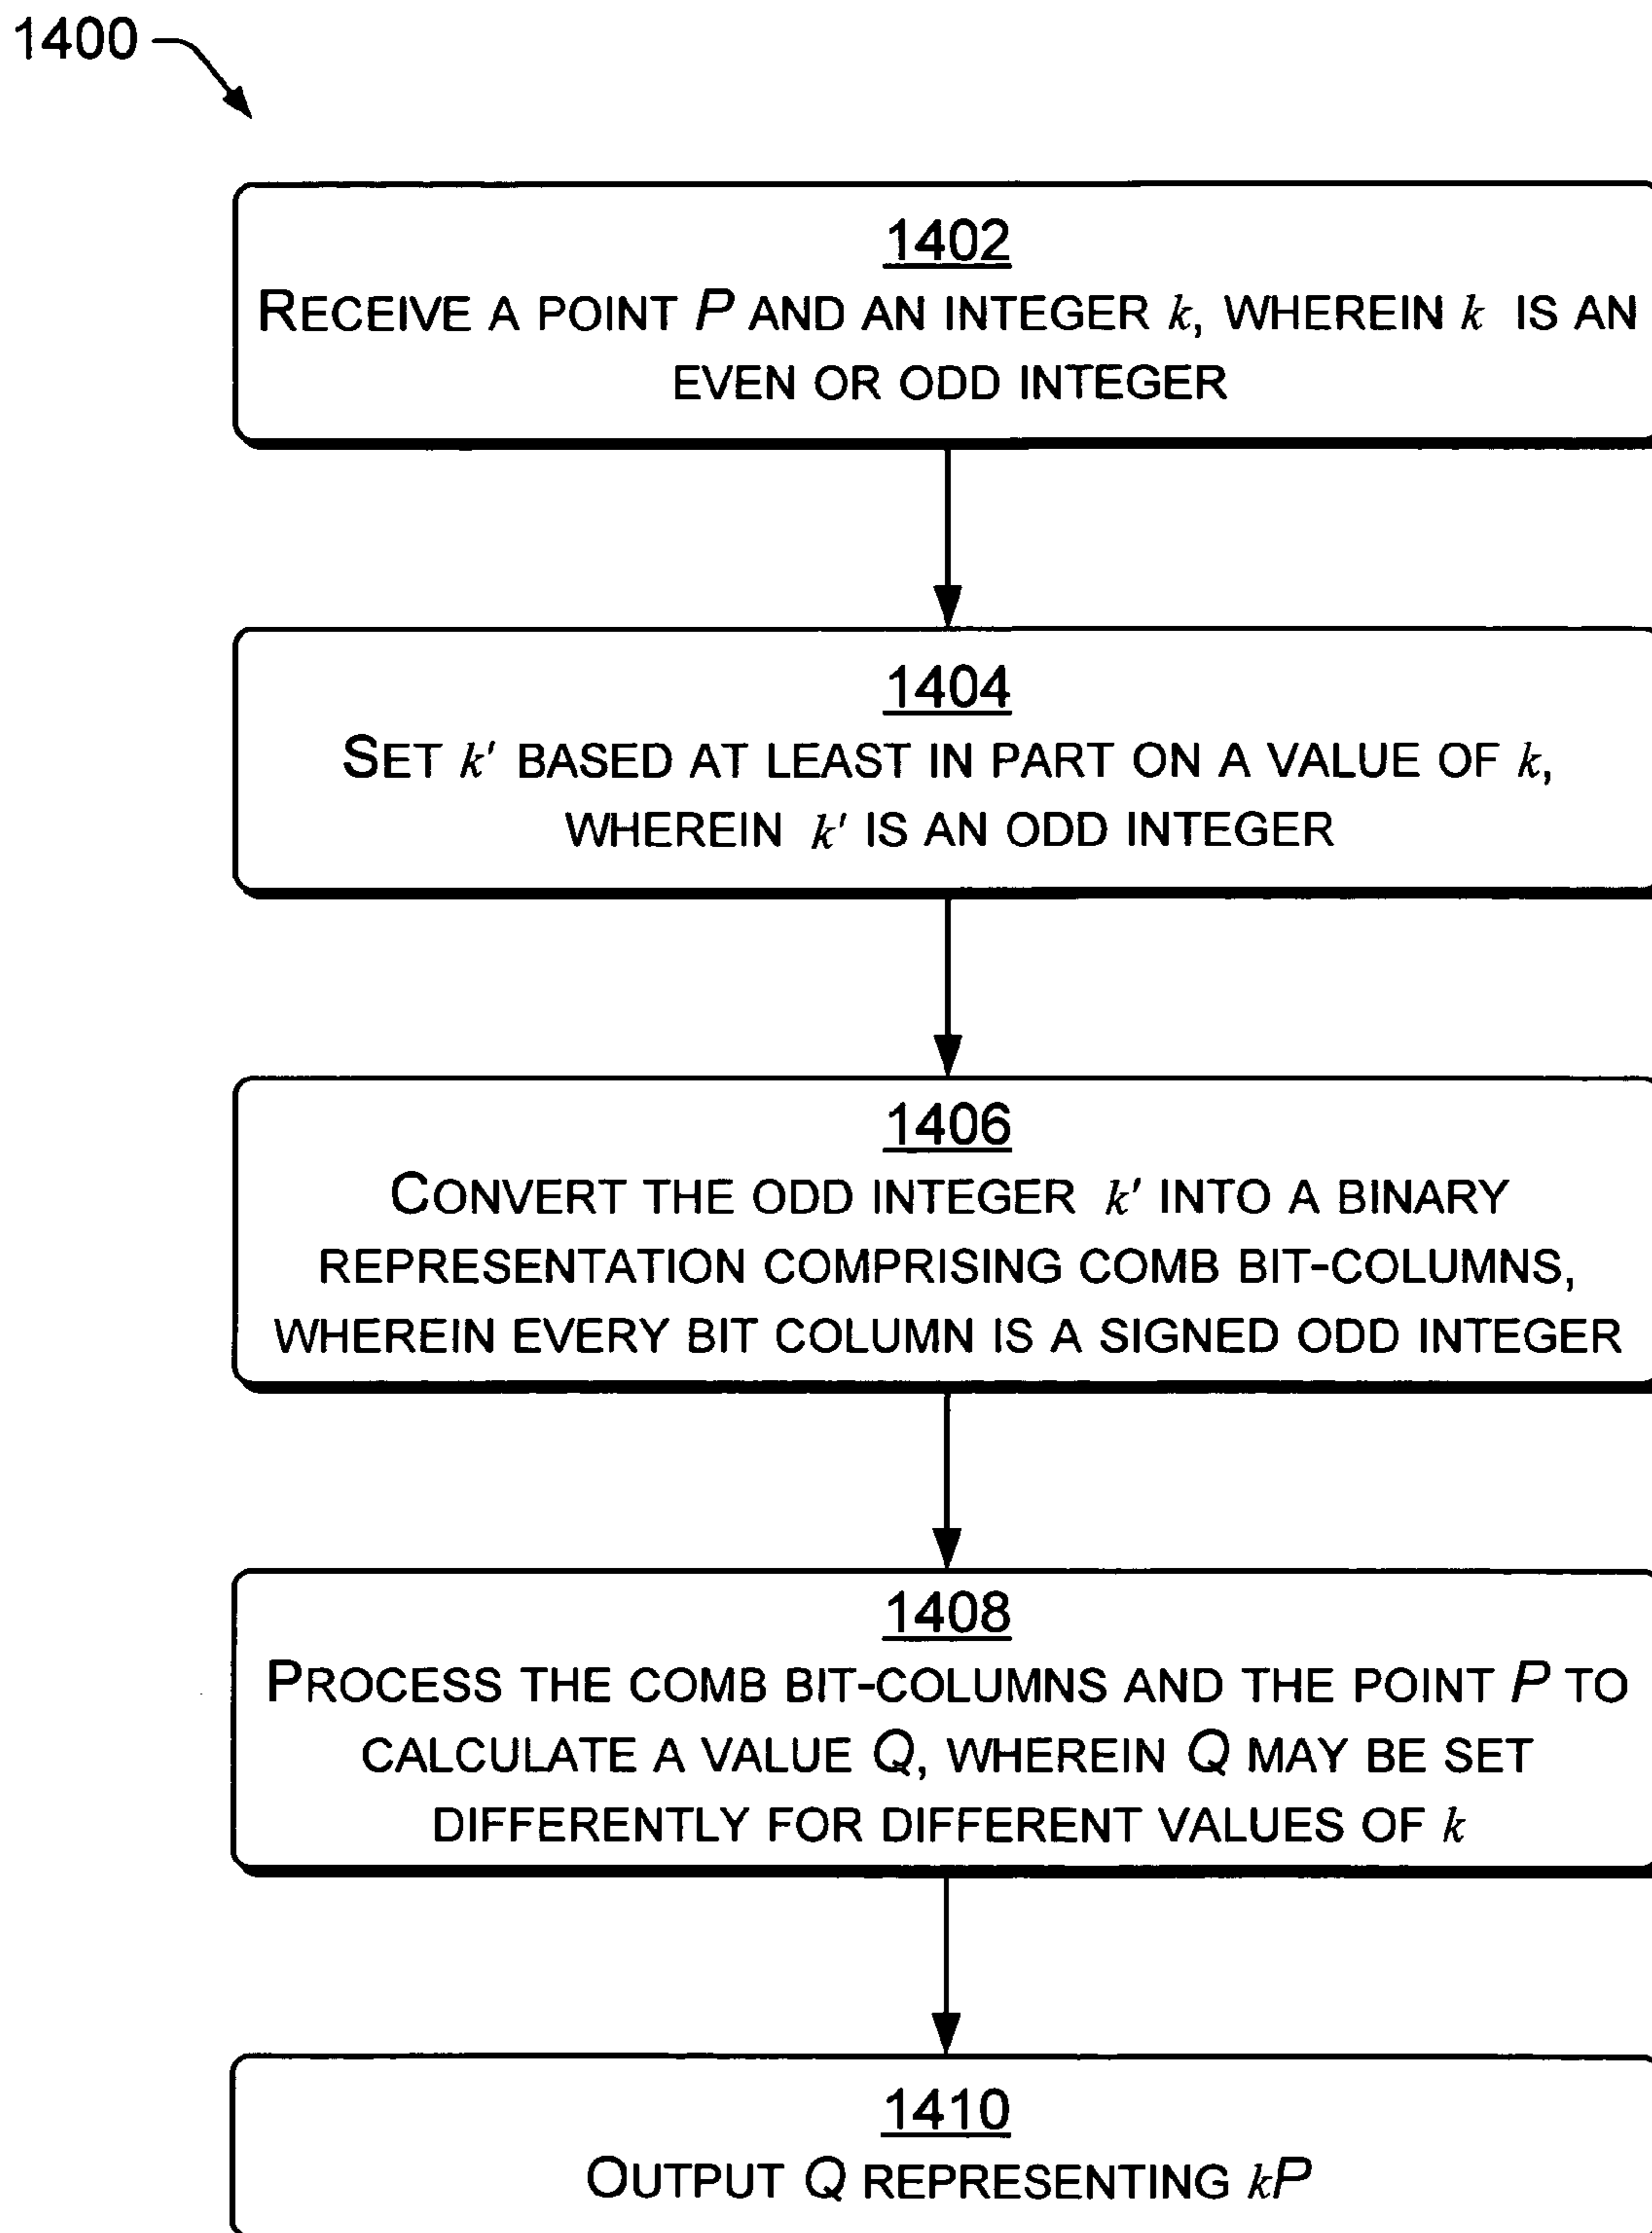 1400
1402
RECEIVE A POINT P AND AN INTEGER k, WHEREIN k IS AN
EVEN OR ODD INTEGER
1404
SET k' BASED AT LEAST IN PART ON A VALUE OF k,
WHEREIN k' IS AN ODD INTEGER
1406
CONVERT THE ODD INTEGER k' INTO A BINARY
REPRESENTATION COMPRISING COMB BIT-COLUMNS,
WHEREIN EVERY BIT COLUMN IS A SIGNED ODD INTEGER
1408
PROCESS THE COMB BIT-COLUMNS AND THE POINT P TO
CALCULATE A VALUE Q, WHEREIN Q MAY BE SET
DIFFERENTLY FOR DIFFERENT VALUES OF k
1410
OUTPUT Q REPRESENTING kP